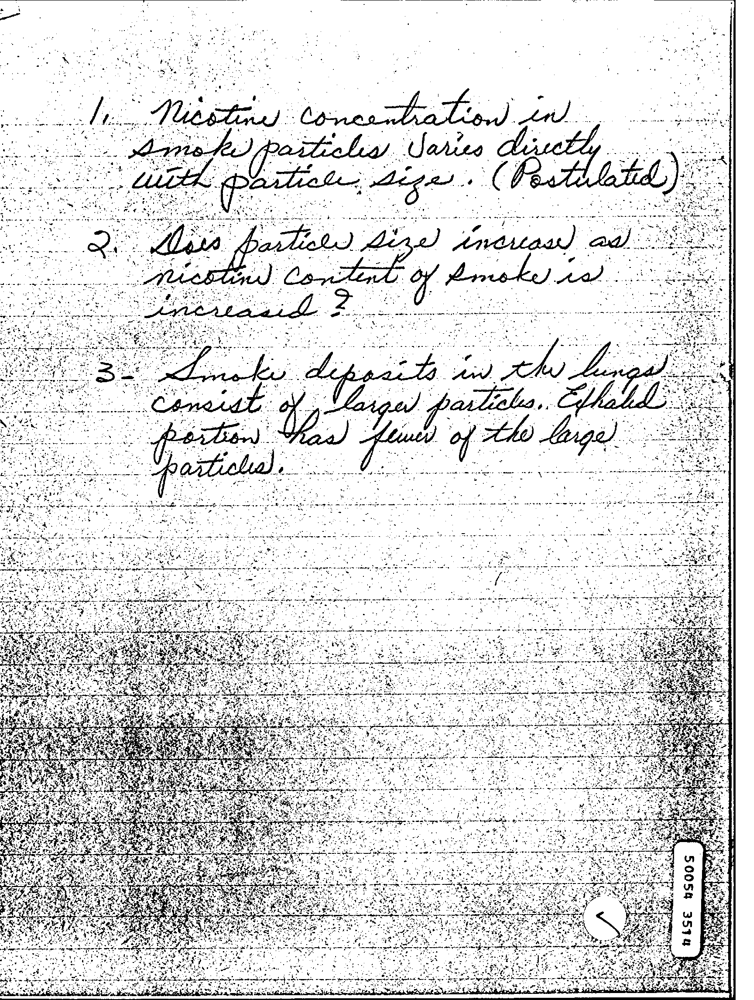 1. Nicotine concentration in
smoke particles varies directly
with particle size. (Postulated)
2. Does particle size increase as
nicotine content of smoke is
increased ?
3- Smoke deposits in the lungs
consist of larger particles. Exhaled
portion has fewer of the large
particles.
50054 3514